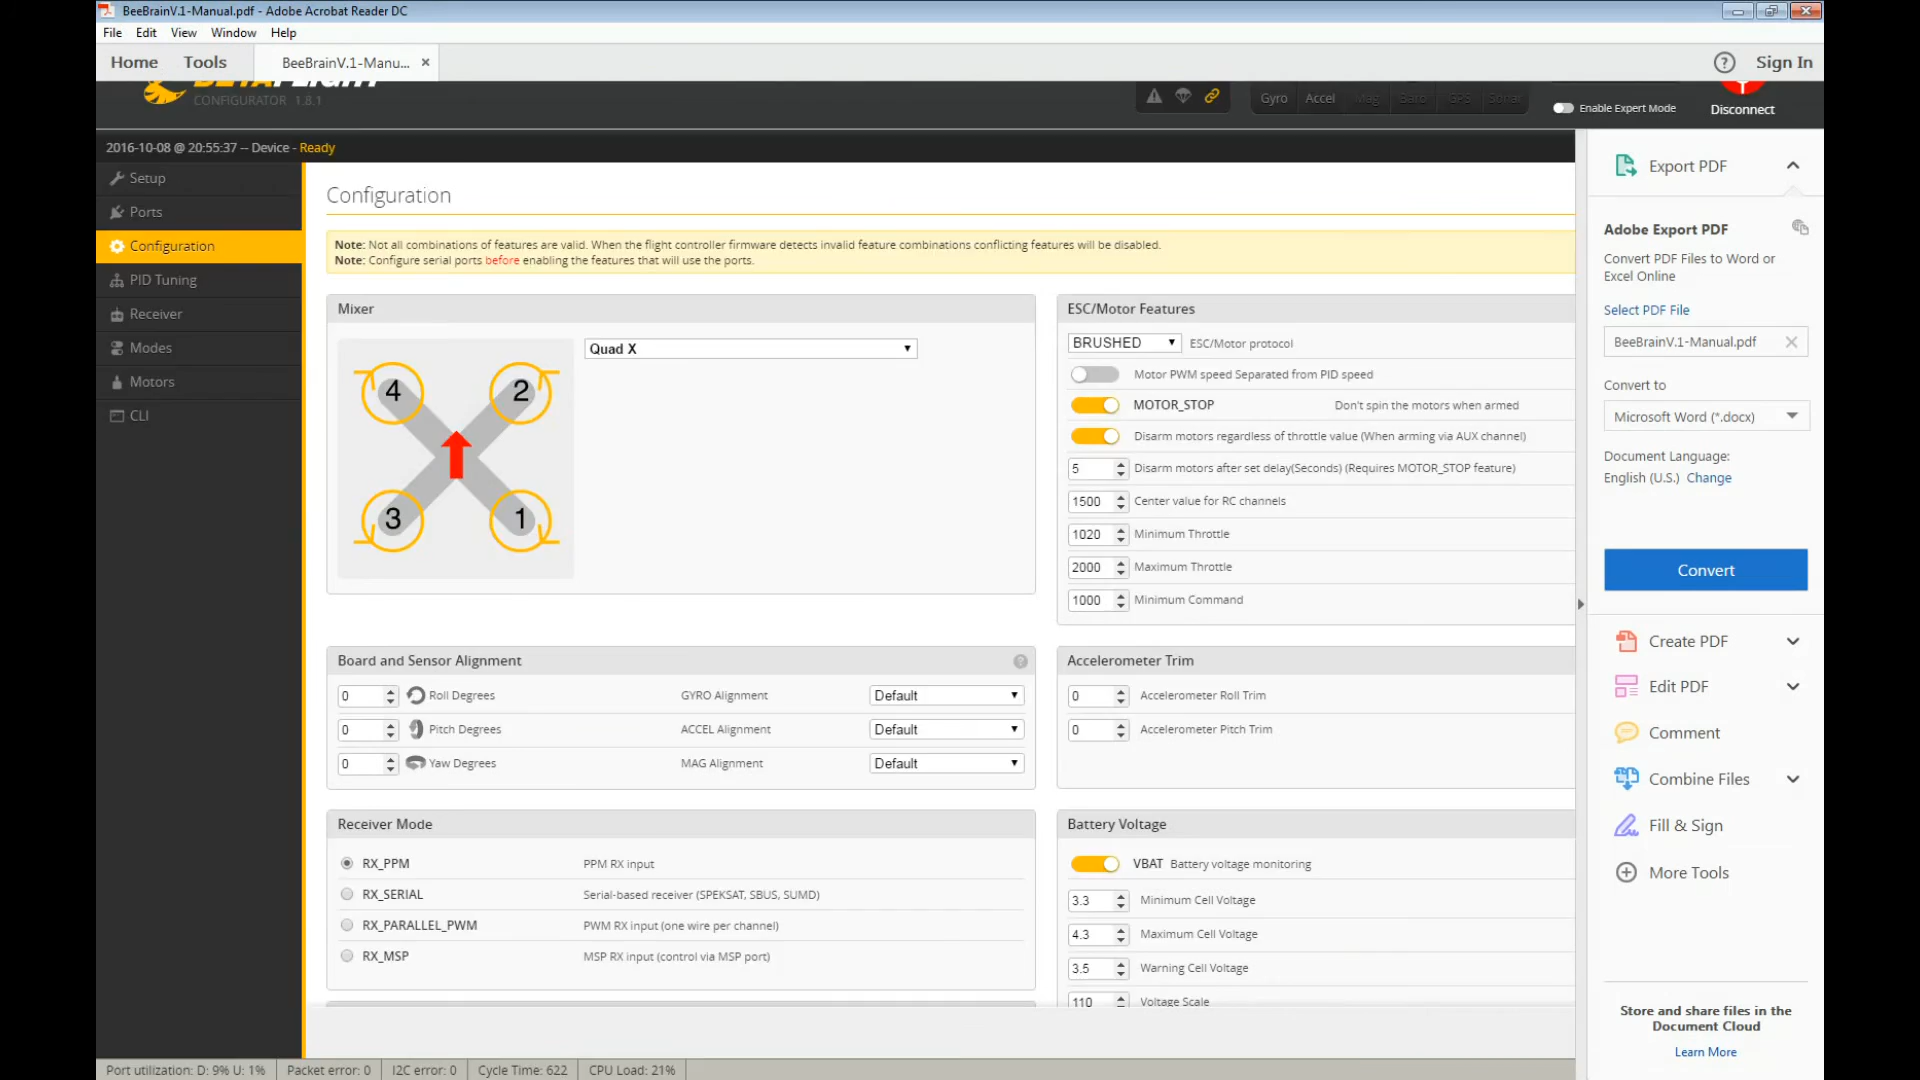 BeeBrainV.1-Manual.pdf - Adobe Acrobat Reader DC
File Edit View Window Help
Home Tools BeeBrainV.1-Manu... ×
Sign In
CONFIGURATOR 1.8.1
Gyro Accel Mag Baro GPS Sonar
Enable Expert Mode
Disconnect
2016-10-08 @ 20:55:37 -- Device - Ready
Setup
Ports
Configuration
PID Tuning
Receiver
Modes
Motors
CLI
Configuration
Note: Not all combinations of features are valid. When the flight controller firmware detects invalid feature combinations conflicting features will be disabled.
Note: Configure serial ports before enabling the features that will use the ports.
Mixer
Quad X
4 2
3 1
ESC/Motor Features
BRUSHED ESC/Motor protocol
Motor PWM speed Separated from PID speed
MOTOR_STOP Don't spin the motors when armed
Disarm motors regardless of throttle value (When arming via AUX channel)
5 Disarm motors after set delay(Seconds) (Requires MOTOR_STOP feature)
1500 Center value for RC channels
1020 Minimum Throttle
2000 Maximum Throttle
1000 Minimum Command
Board and Sensor Alignment
0 Roll Degrees GYRO Alignment Default
0 Pitch Degrees ACCEL Alignment Default
0 Yaw Degrees MAG Alignment Default
Accelerometer Trim
0 Accelerometer Roll Trim
0 Accelerometer Pitch Trim
Receiver Mode
RX_PPM PPM RX input
RX_SERIAL Serial-based receiver (SPEKSAT, SBUS, SUMD)
RX_PARALLEL_PWM PWM RX input (one wire per channel)
RX_MSP MSP RX input (control via MSP port)
Battery Voltage
VBAT Battery voltage monitoring
3.3 Minimum Cell Voltage
4.3 Maximum Cell Voltage
3.5 Warning Cell Voltage
110 Voltage Scale
Export PDF
Adobe Export PDF
Convert PDF Files to Word or
Excel Online
Select PDF File
BeeBrainV.1-Manual.pdf
Convert to
Microsoft Word (*.docx)
Document Language:
English (U.S.) Change
Convert
Create PDF
Edit PDF
Comment
Combine Files
Fill & Sign
More Tools
Store and share files in the
Document Cloud
Learn More
Port utilization: D: 9% U: 1% Packet error: 0 I2C error: 0 Cycle Time: 622 CPU Load: 21%